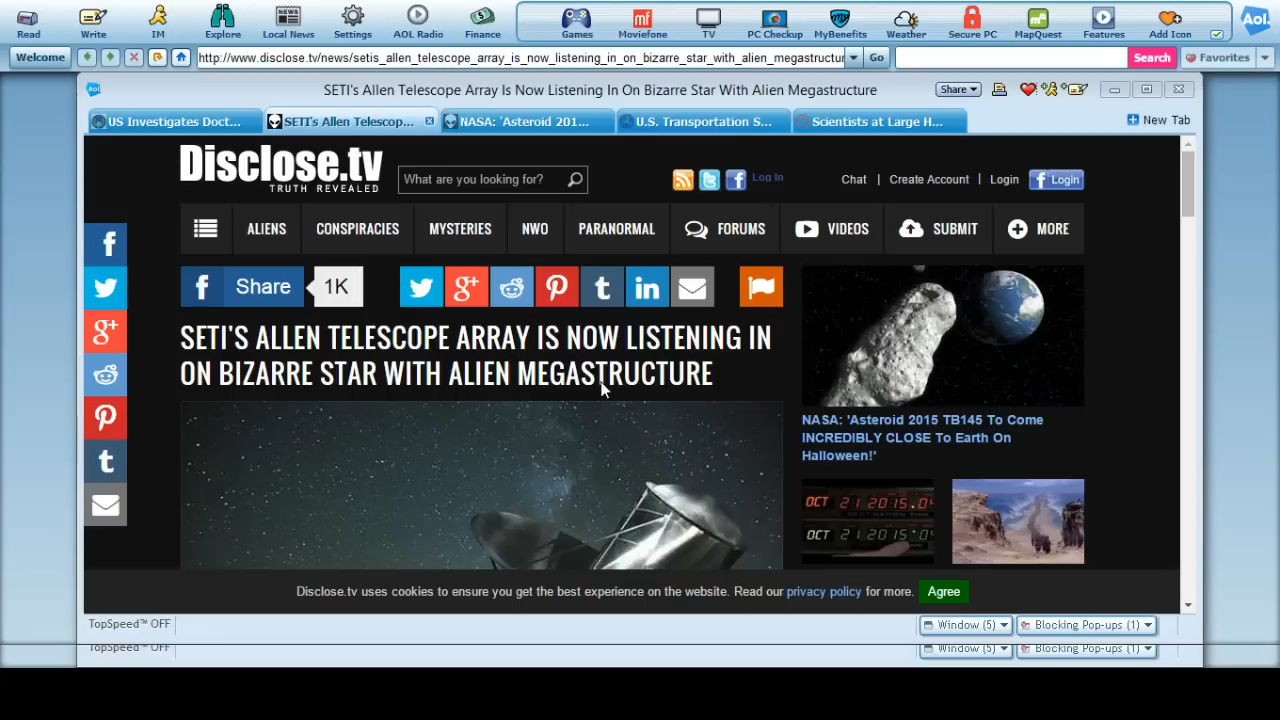 Read Write IM Explore Local News Settings AOL Radio Finance Games Moviefone TV PC Checkup MyBenefits Weather Secure PC MapQuest Features Add Icon Aol.
Welcome http://www.disclose.tv/news/setis_allen_telescope_array_is_now_listening_in_on_bizarre_star_with_alien_megastructur Go Search Favorites
SETI's Allen Telescope Array Is Now Listening In On Bizarre Star With Alien Megastructure Share
US Investigates Doct... SETI's Allen Telescop... NASA: 'Asteroid 201... U.S. Transportation S... Scientists at Large H... New Tab
Disclose.tv
TRUTH REVEALED
What are you looking for? Log In Chat | Create Account | Login Login
ALIENS CONSPIRACIES MYSTERIES NWO PARANORMAL FORUMS VIDEOS SUBMIT MORE
Share 1K
SETI'S ALLEN TELESCOPE ARRAY IS NOW LISTENING IN
ON BIZARRE STAR WITH ALIEN MEGASTRUCTURE
NASA: 'Asteroid 2015 TB145 To Come
INCREDIBLY CLOSE To Earth On
Halloween!'
OCT 21 2015
DESTINATION TIME
OCT 21 2015
Disclose.tv uses cookies to ensure you get the best experience on the website. Read our privacy policy for more. Agree
TopSpeed™ OFF Window (5) Blocking Pop-ups (1)
TopSpeed™ OFF Window (5) Blocking Pop-ups (1)